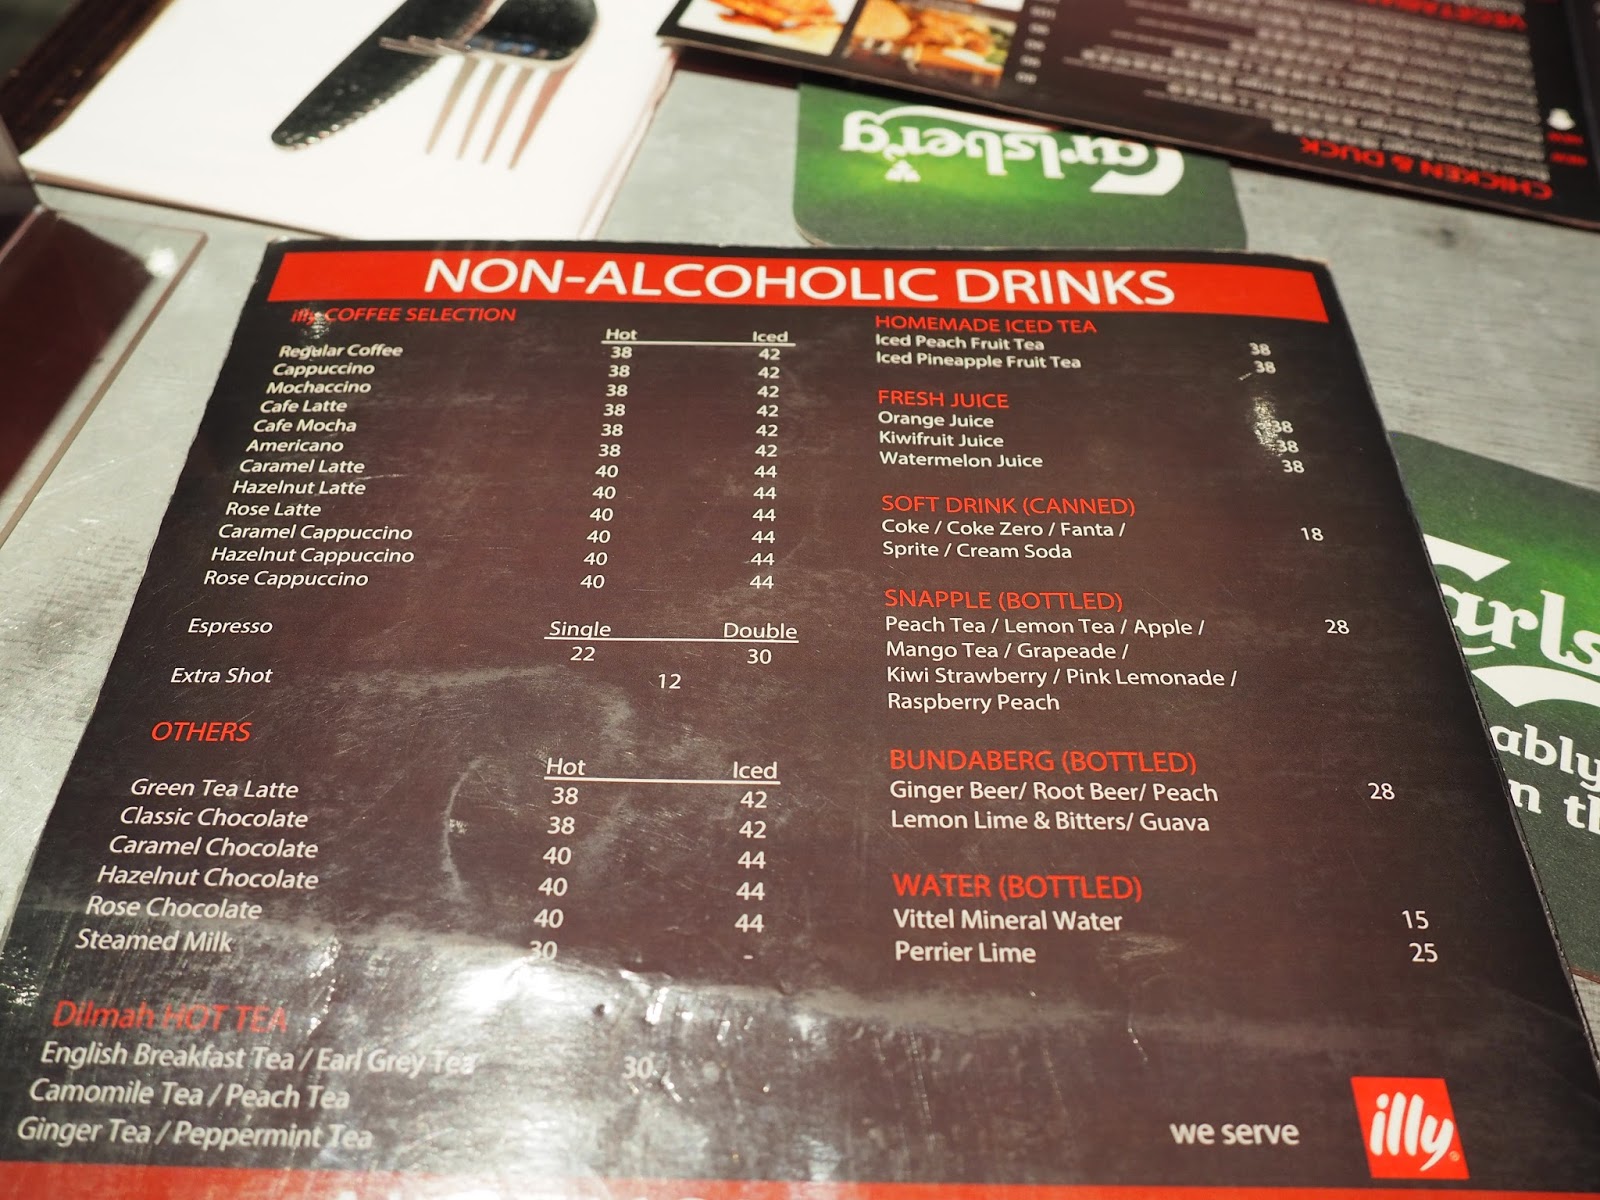 VEGETARIAN
CHICKEN & DUCK
NEW
NEW
Carlsberg
NON-ALCOHOLIC DRINKS
illy COFFEE SELECTION
Hot Iced
Regular Coffee 38 42
Cappuccino 38 42
Mochaccino 38 42
Cafe Latte 38 42
Cafe Mocha 38 42
Americano 38 42
Caramel Latte 40 44
Hazelnut Latte 40 44
Rose Latte 40 44
Caramel Cappuccino 40 44
Hazelnut Cappuccino 40 44
Rose Cappuccino 40 44
Single Double
Espresso 22 30
Extra Shot 12
OTHERS
Hot Iced
Green Tea Latte 38 42
Classic Chocolate 38 42
Caramel Chocolate 40 44
Hazelnut Chocolate 40 44
Rose Chocolate 40 44
Steamed Milk 30 -
Dilmah HOT TEA
English Breakfast Tea / Earl Grey Tea 30
Camomile Tea / Peach Tea
Ginger Tea / Peppermint Tea
HOMEMADE ICED TEA
Iced Peach Fruit Tea 38
Iced Pineapple Fruit Tea 38
FRESH JUICE
Orange Juice 38
Kiwifruit Juice 38
Watermelon Juice 38
SOFT DRINK (CANNED)
Coke / Coke Zero / Fanta / 18
Sprite / Cream Soda
SNAPPLE (BOTTLED)
Peach Tea / Lemon Tea / Apple / 28
Mango Tea / Grapeade /
Kiwi Strawberry / Pink Lemonade /
Raspberry Peach
BUNDABERG (BOTTLED)
Ginger Beer/ Root Beer/ Peach 28
Lemon Lime & Bitters/ Guava
WATER (BOTTLED)
Vittel Mineral Water 15
Perrier Lime 25
we serve illy
Carls
ably
n th